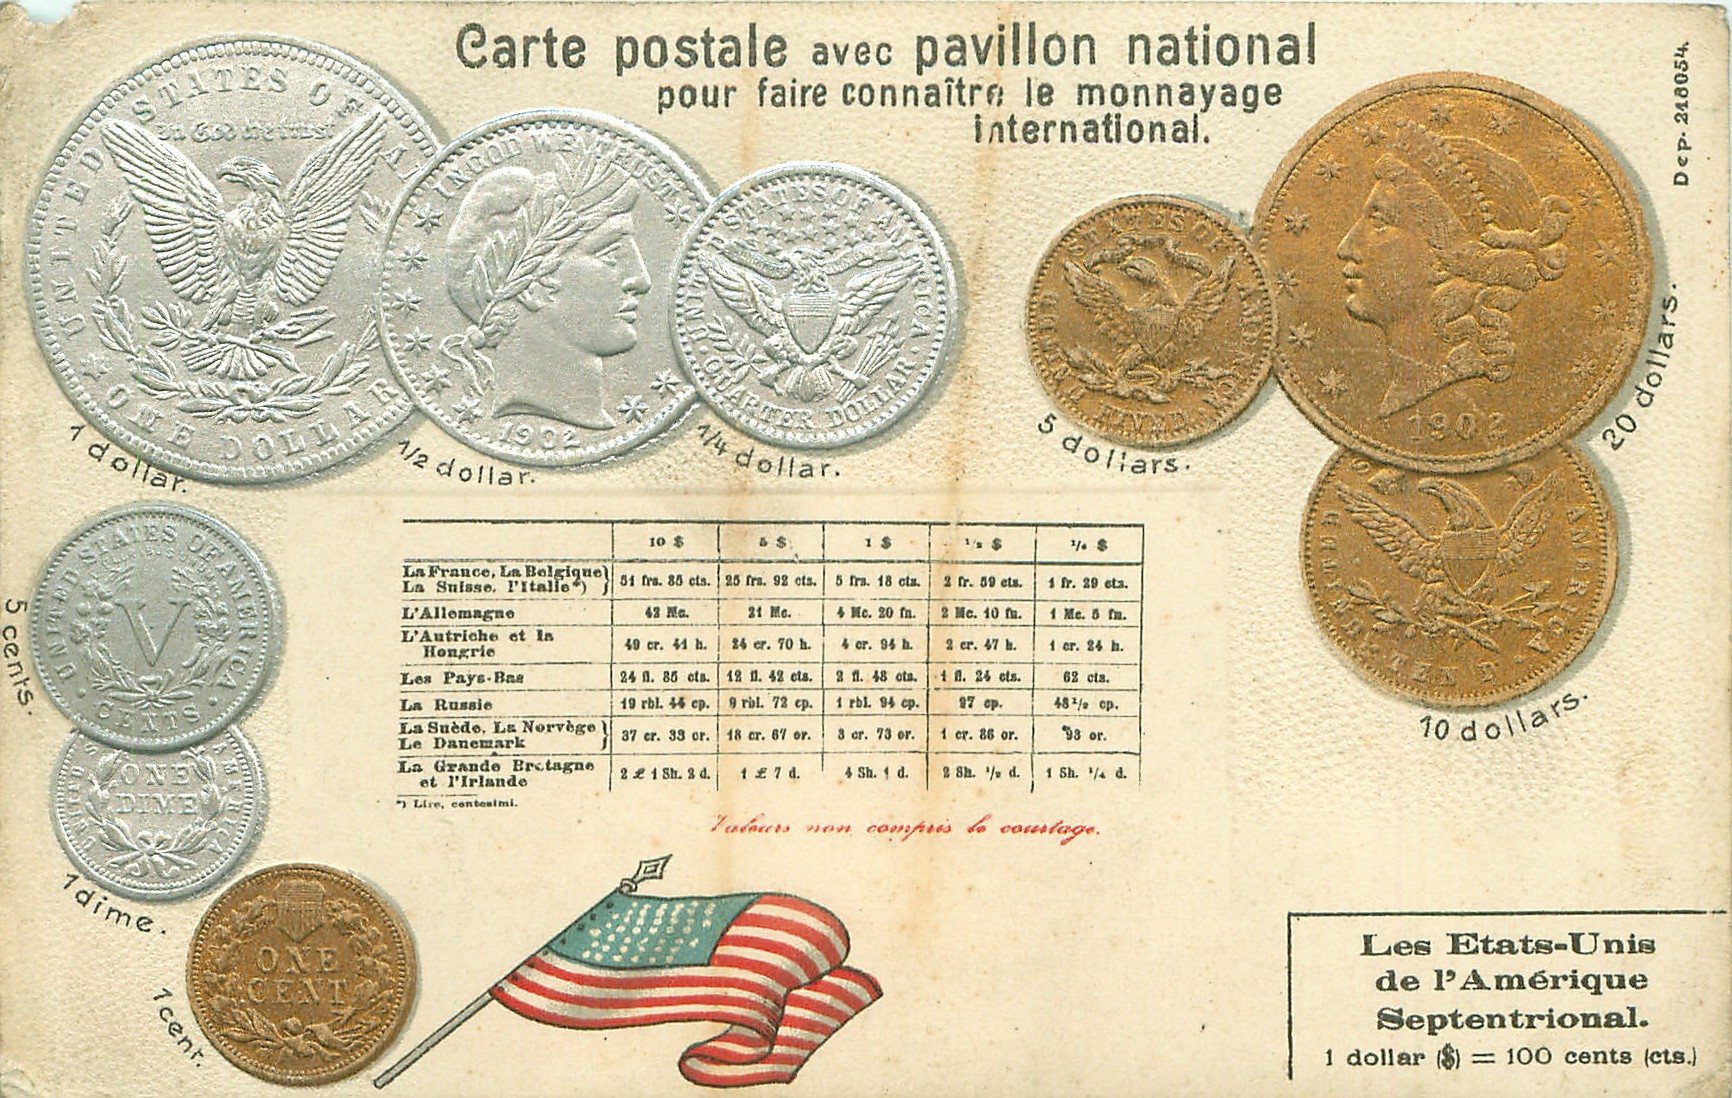 Carte postale avec pavillon national
pour faire connaître le monnayage
international.
Dep. 218054.
UNITED STATES OF AM
In God we trust
ONE DOLLAR
1 dollar.
IN GOD WE TRUST
1902
1/2 dollar.
UNITED STATES OF AMERICA
QUARTER DOLLAR
1/4 dollar.
UNITED STATES OF AMERICA
5 dollars.
1902
20 dollars.
UNITED
AMERICA
TEN D
10 dollars.
UNITED STATES OF AMERICA
V
CENTS
5 cents.
ONE
DIME
1 dime.
ONE
CENT
1 cent.
10 $ 5 $ 1 $ 1/2 $ 1/4 $
La France, La Belgique }
La Suisse, l'Italie*) } 51 frs. 85 cts. 25 frs. 92 cts. 5 frs. 18 cts. 2 fr. 59 cts. 1 fr. 29 cts.
L'Allemagne 42 Mc. 21 Mc. 4 Mc. 20 fn. 2 Mc. 10 fn. 1 Mc. 5 fn.
L'Autriche et la
Hongrie 49 cr. 41 h. 24 cr. 70 h. 4 cr. 94 h. 2 cr. 47 h. 1 cr. 24 h.
Les Pays-Bas 24 fl. 85 cts. 12 fl. 42 cts. 2 fl. 48 cts. 1 fl. 24 cts. 62 cts.
La Russie 19 rbl. 44 cp. 9 rbl. 72 cp. 1 rbl. 94 cp. 97 cp. 48 1/2 cp.
La Suède, La Norvège }
Le Danemark } 37 cr. 33 or. 18 cr. 67 or. 3 cr. 73 or. 1 cr. 86 or. 93 or.
La Grande Bretagne
et l'Irlande 2 £ 1 Sh. 2 d. 1 £ 7 d. 4 Sh. 1 d. 2 Sh. 1/2 d. 1 Sh. 1/4 d.
*) Lire, centesimi.
Valeurs non compris le courtage.
Les Etats-Unis
de l'Amérique
Septentrional.
1 dollar ($) = 100 cents (cts.)